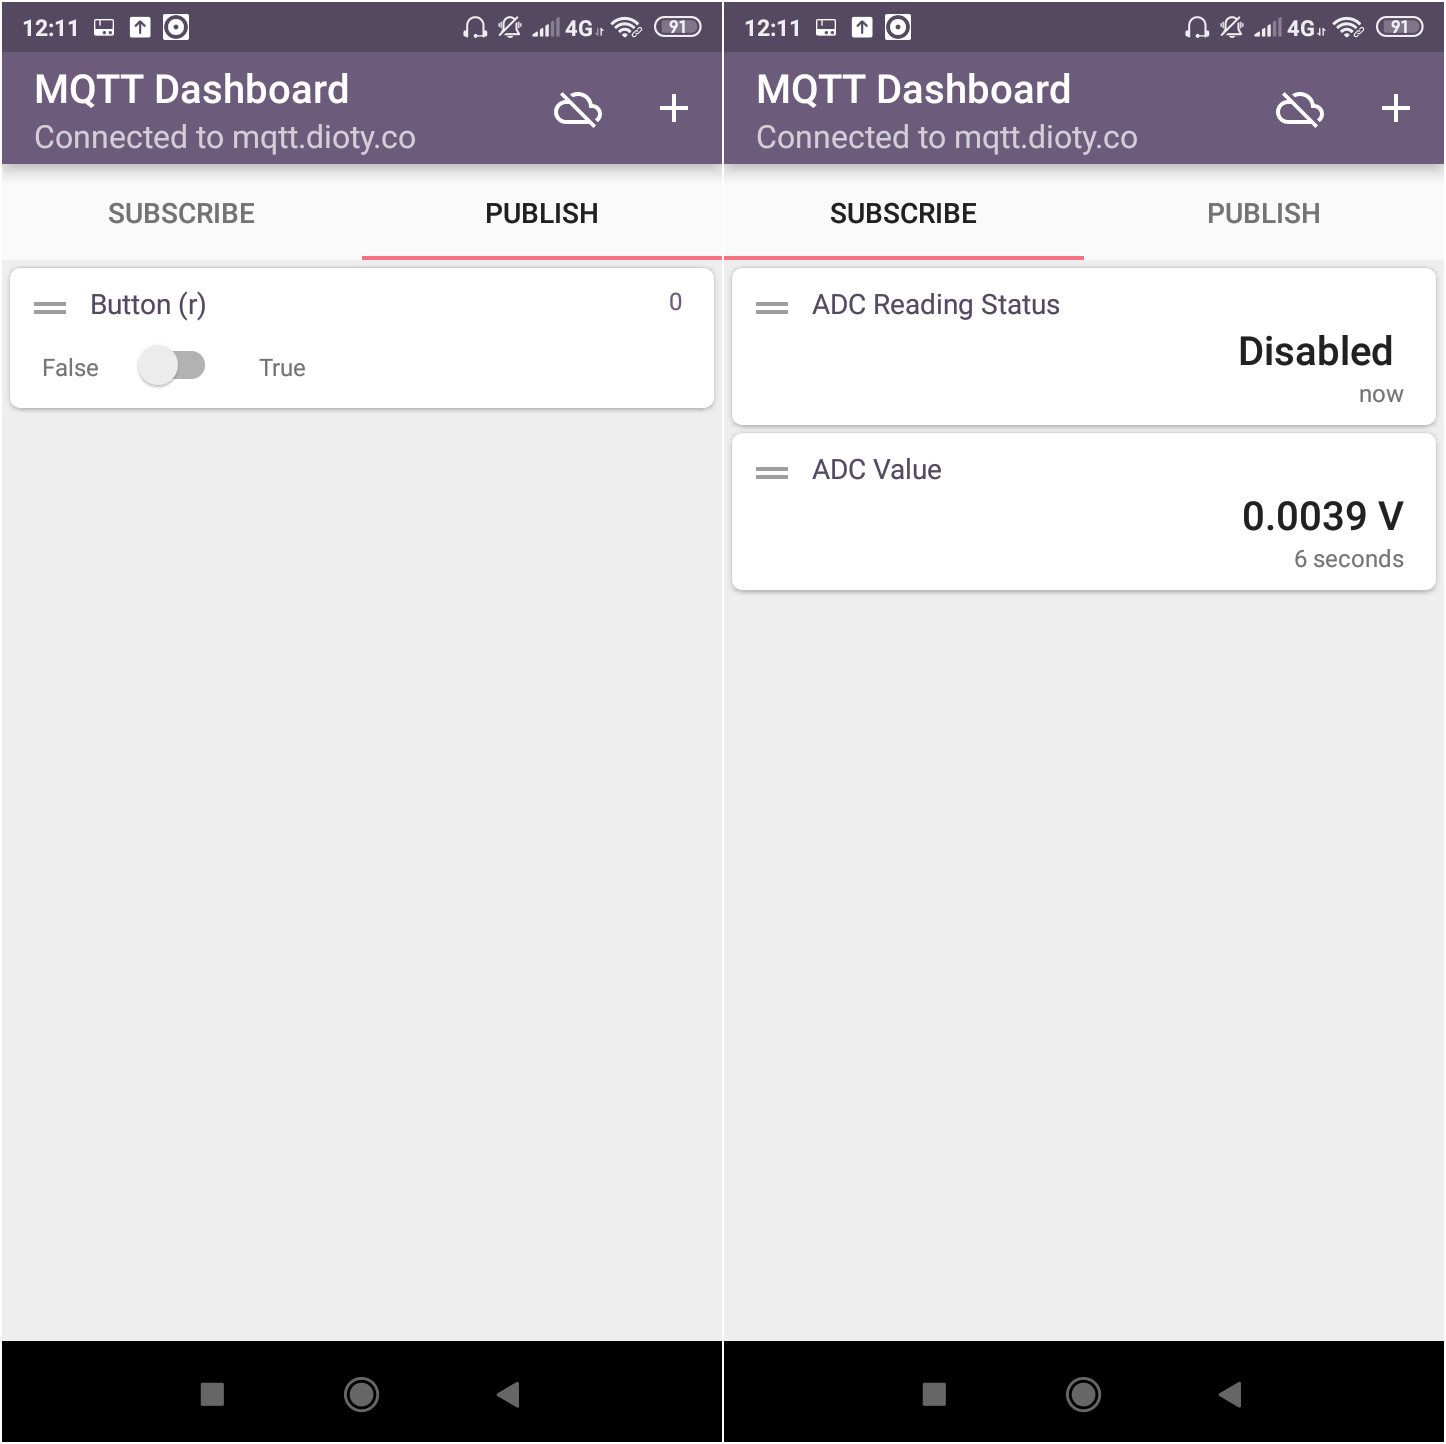 12:11 4G 91
MQTT Dashboard
Connected to mqtt.dioty.co
SUBSCRIBE PUBLISH
Button (r) 0
False True
12:11 4G 91
MQTT Dashboard
Connected to mqtt.dioty.co
SUBSCRIBE PUBLISH
ADC Reading Status
Disabled
now
ADC Value
0.0039 V
6 seconds